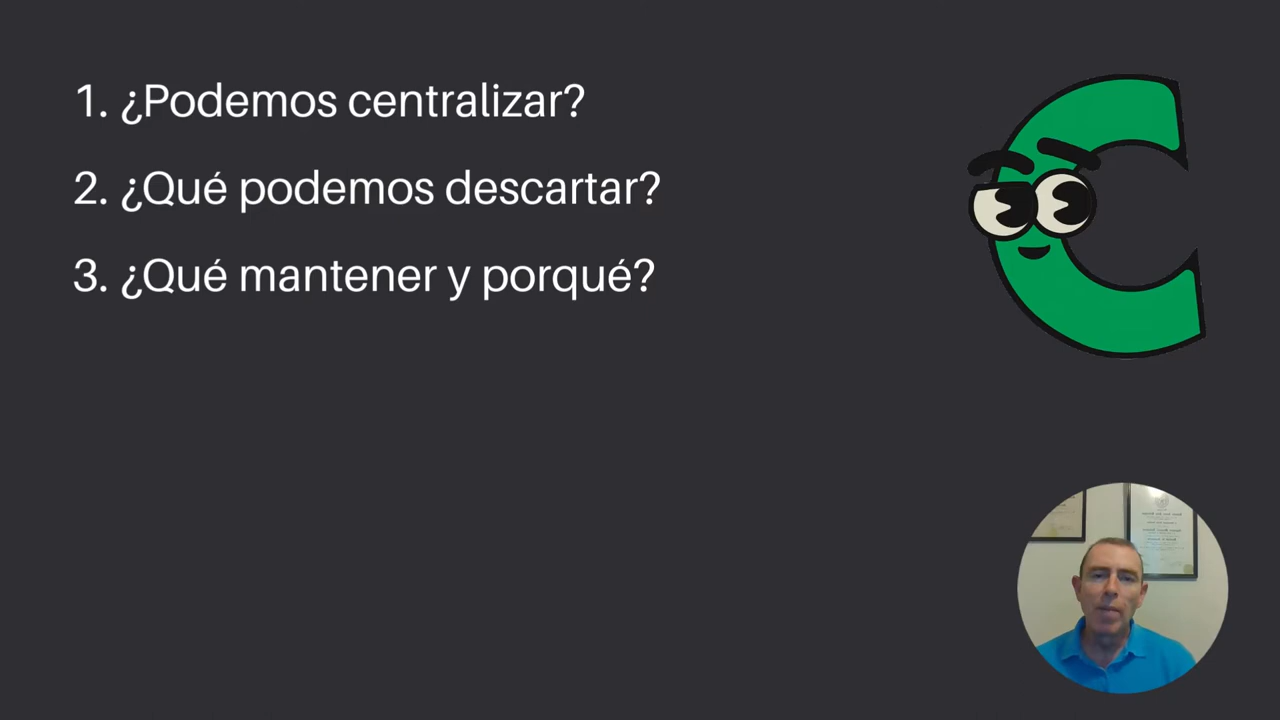 1. ¿Podemos centralizar?
2. ¿Qué podemos descartar?
3. ¿Qué mantener y porqué?